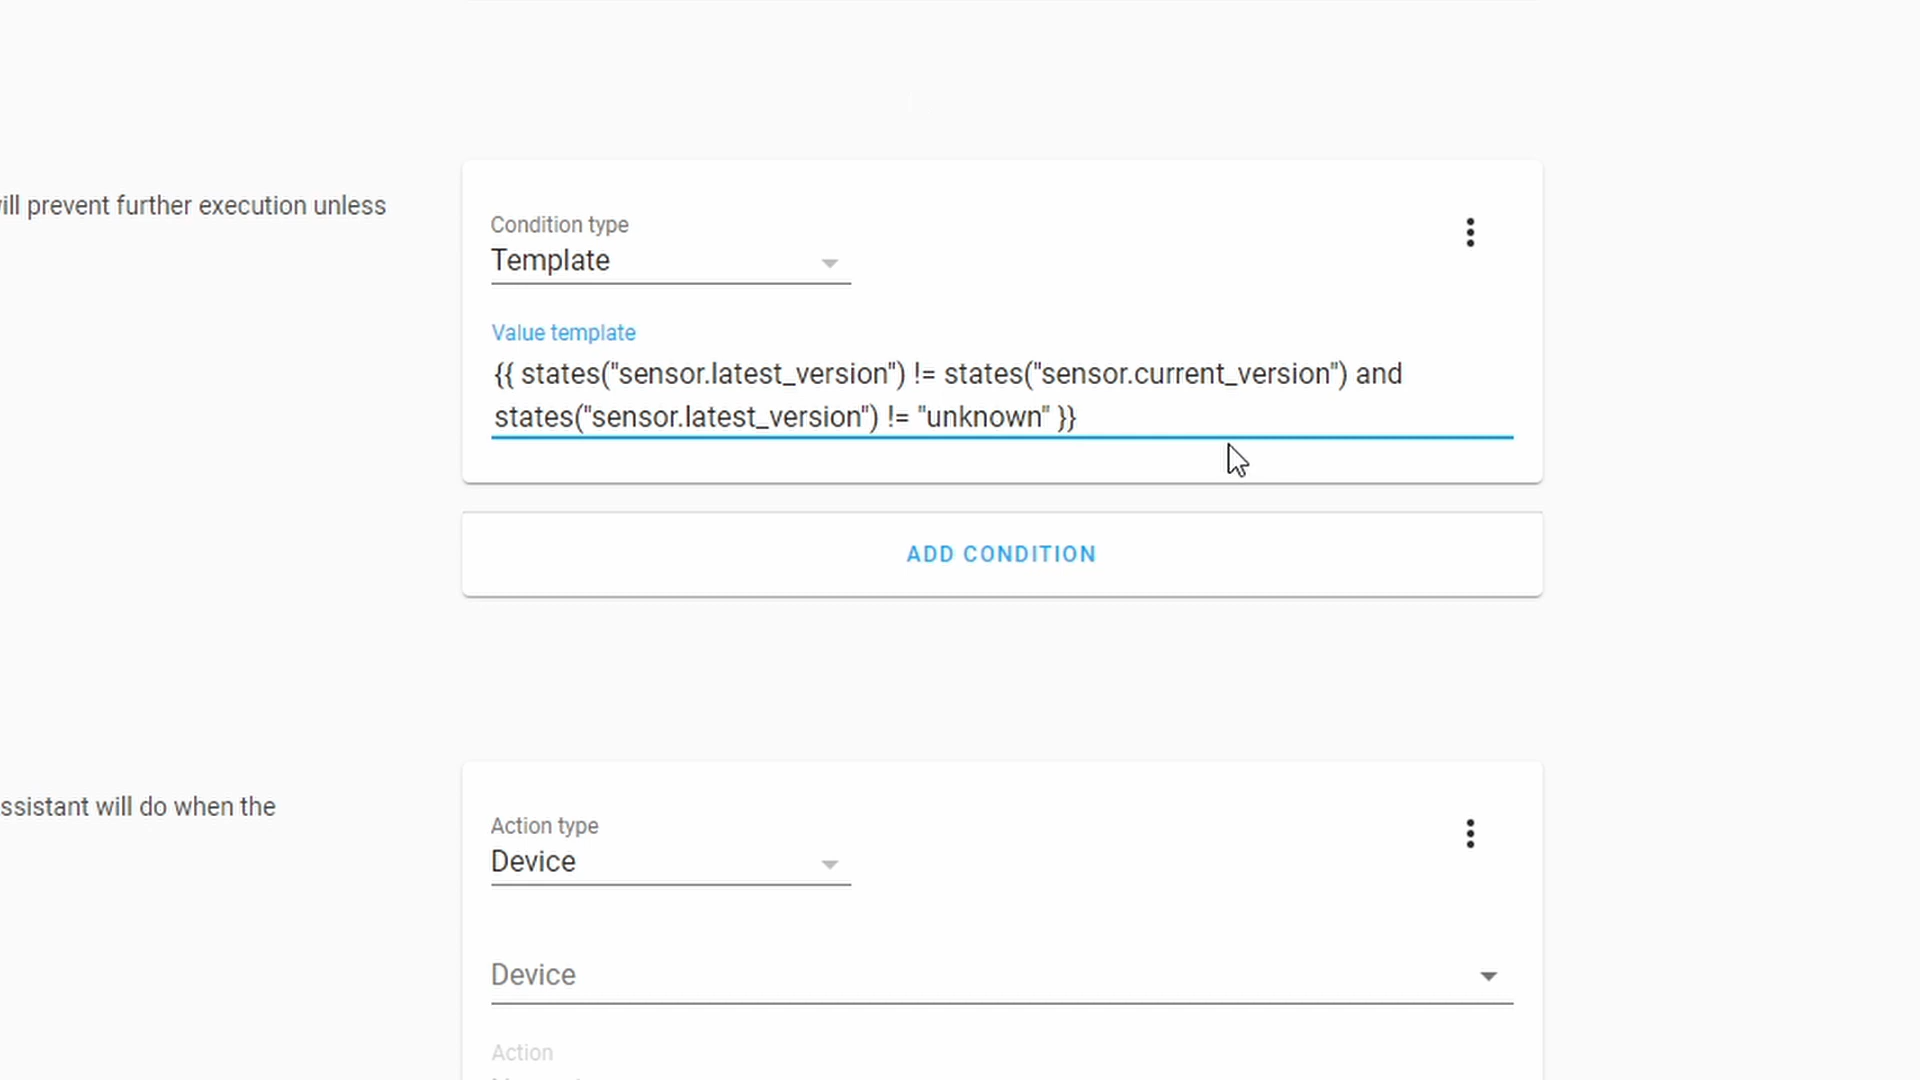 ill prevent further execution unless
Condition type
Template
Value template
{{ states("sensor.latest_version") != states("sensor.current_version") and
states("sensor.latest_version") != "unknown" }}
ADD CONDITION
ssistant will do when the
Action type
Device
Device
Action